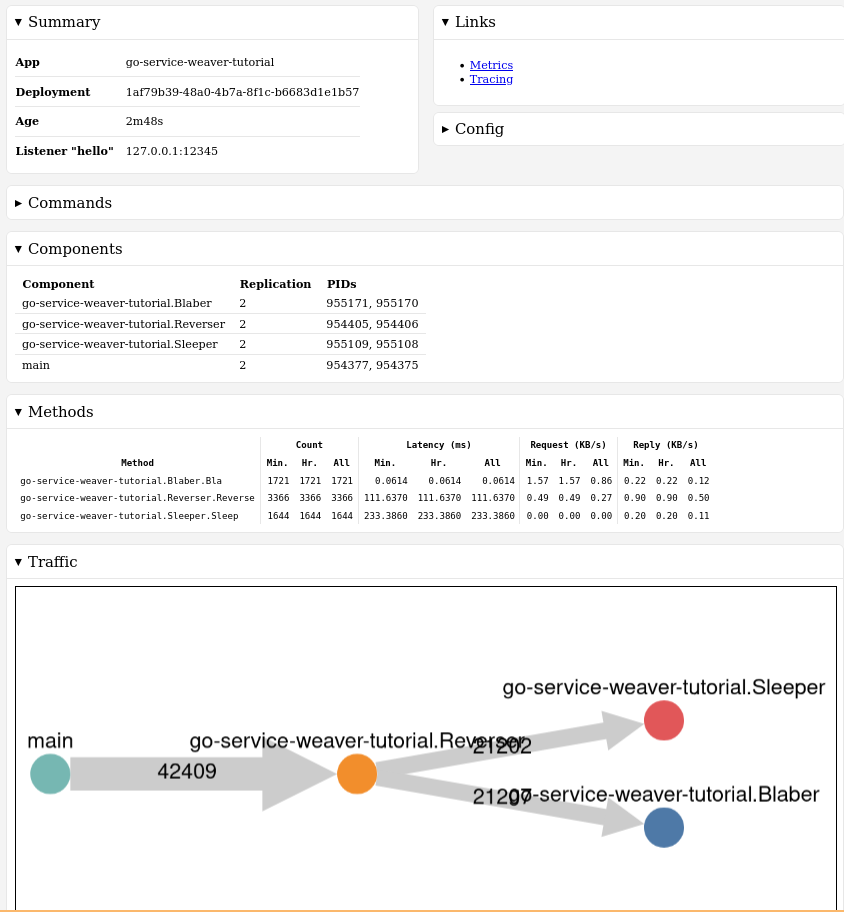 ▼ Summary
App go-service-weaver-tutorial
Deployment 1af79b39-48a0-4b7a-8f1c-b6683d1e1b57
Age 2m48s
Listener "hello" 127.0.0.1:12345
▼ Links
• Metrics
• Tracing
▶ Config
▶ Commands
▼ Components
Component Replication PIDs
go-service-weaver-tutorial.Blaber 2 955171, 955170
go-service-weaver-tutorial.Reverser 2 954405, 954406
go-service-weaver-tutorial.Sleeper 2 955109, 955108
main 2 954377, 954375
▼ Methods
Count Latency (ms) Request (KB/s) Reply (KB/s)
Method Min. Hr. All Min. Hr. All Min. Hr. All Min. Hr. All
go-service-weaver-tutorial.Blaber.Bla 1721 1721 1721 0.0614 0.0614 0.0614 1.57 1.57 0.86 0.22 0.22 0.12
go-service-weaver-tutorial.Reverser.Reverse 3366 3366 3366 111.6370 111.6370 111.6370 0.49 0.49 0.27 0.90 0.90 0.50
go-service-weaver-tutorial.Sleeper.Sleep 1644 1644 1644 233.3860 233.3860 233.3860 0.00 0.00 0.00 0.20 0.20 0.11
▼ Traffic
go-service-weaver-tutorial.Sleeper
main
go-service-weaver-tutorial.Reverser
21202
42409
21207
go-service-weaver-tutorial.Blaber